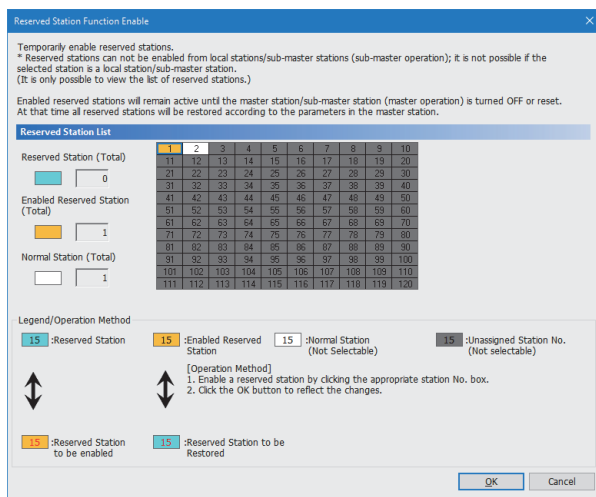 Reserved Station Function Enable
Temporarily enable reserved stations.
* Reserved stations can not be enabled from local stations/sub-master stations (sub-master operation); it is not possible if the
selected station is a local station/sub-master station.
(It is only possible to view the list of reserved stations.)
Enabled reserved stations will remain active until the master station/sub-master station (master operation) is turned OFF or reset.
At that time all reserved stations will be restored according to the parameters in the master station.
Reserved Station List
Reserved Station (Total)
0
Enabled Reserved Station
(Total)
1
Normal Station (Total)
1
1 2 3 4 5 6 7 8 9 10
11 12 13 14 15 16 17 18 19 20
21 22 23 24 25 26 27 28 29 30
31 32 33 34 35 36 37 38 39 40
41 42 43 44 45 46 47 48 49 50
51 52 53 54 55 56 57 58 59 60
61 62 63 64 65 66 67 68 69 70
71 72 73 74 75 76 77 78 79 80
81 82 83 84 85 86 87 88 89 90
91 92 93 94 95 96 97 98 99 100
101 102 103 104 105 106 107 108 109 110
111 112 113 114 115 116 117 118 119 120
Legend/Operation Method
15 :Reserved Station
15 :Enabled Reserved
Station
15 :Normal Station
(Not Selectable)
15 :Unassigned Station No.
(Not selectable)
[Operation Method]
1. Enable a reserved station by clicking the appropriate station No. box.
2. Click the OK button to reflect the changes.
15 :Reserved Station
to be enabled
15 :Reserved Station to be
Restored
OK
Cancel